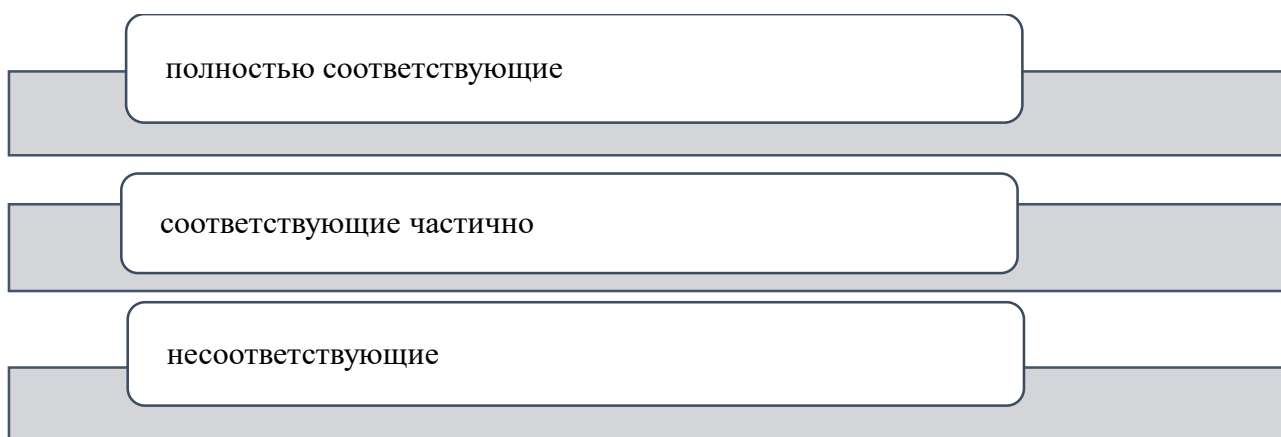 полностью соответствующие
соответствующие частично
несоответствующие